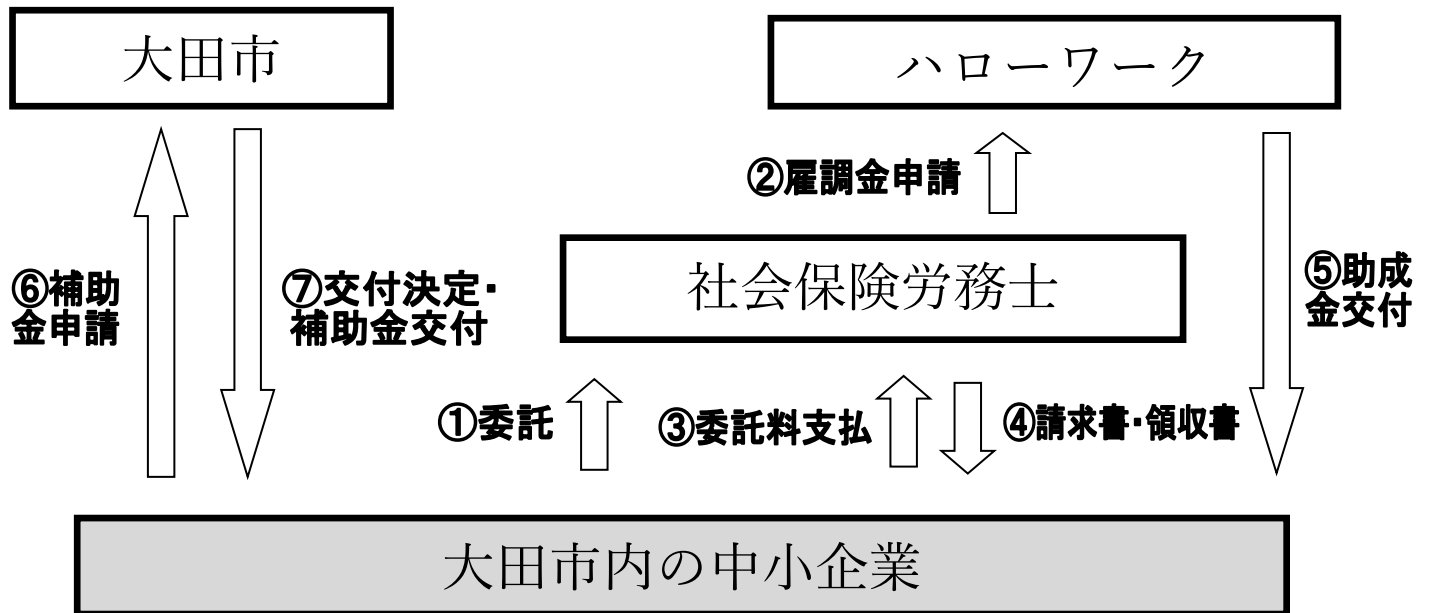 大田市
ハローワーク
②雇調金申請
社会保険労務士
⑥補助
金申請
⑦交付決定・
補助金交付
⑤助成
金交付
①委託
③委託料支払
④請求書・領収書
大田市内の中小企業